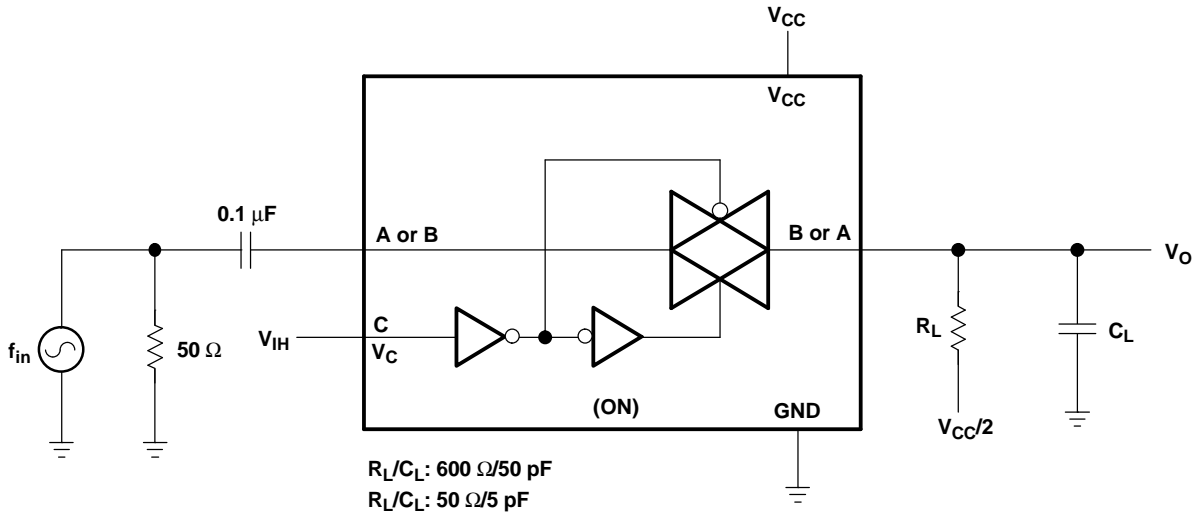 V_CC
V_CC
0.1 μF
A or B
B or A
V_O
f_in
50 Ω
V_IH
C
V_C
R_L
C_L
(ON)
GND
V_CC/2
R_L/C_L: 600 Ω/50 pF
R_L/C_L: 50 Ω/5 pF